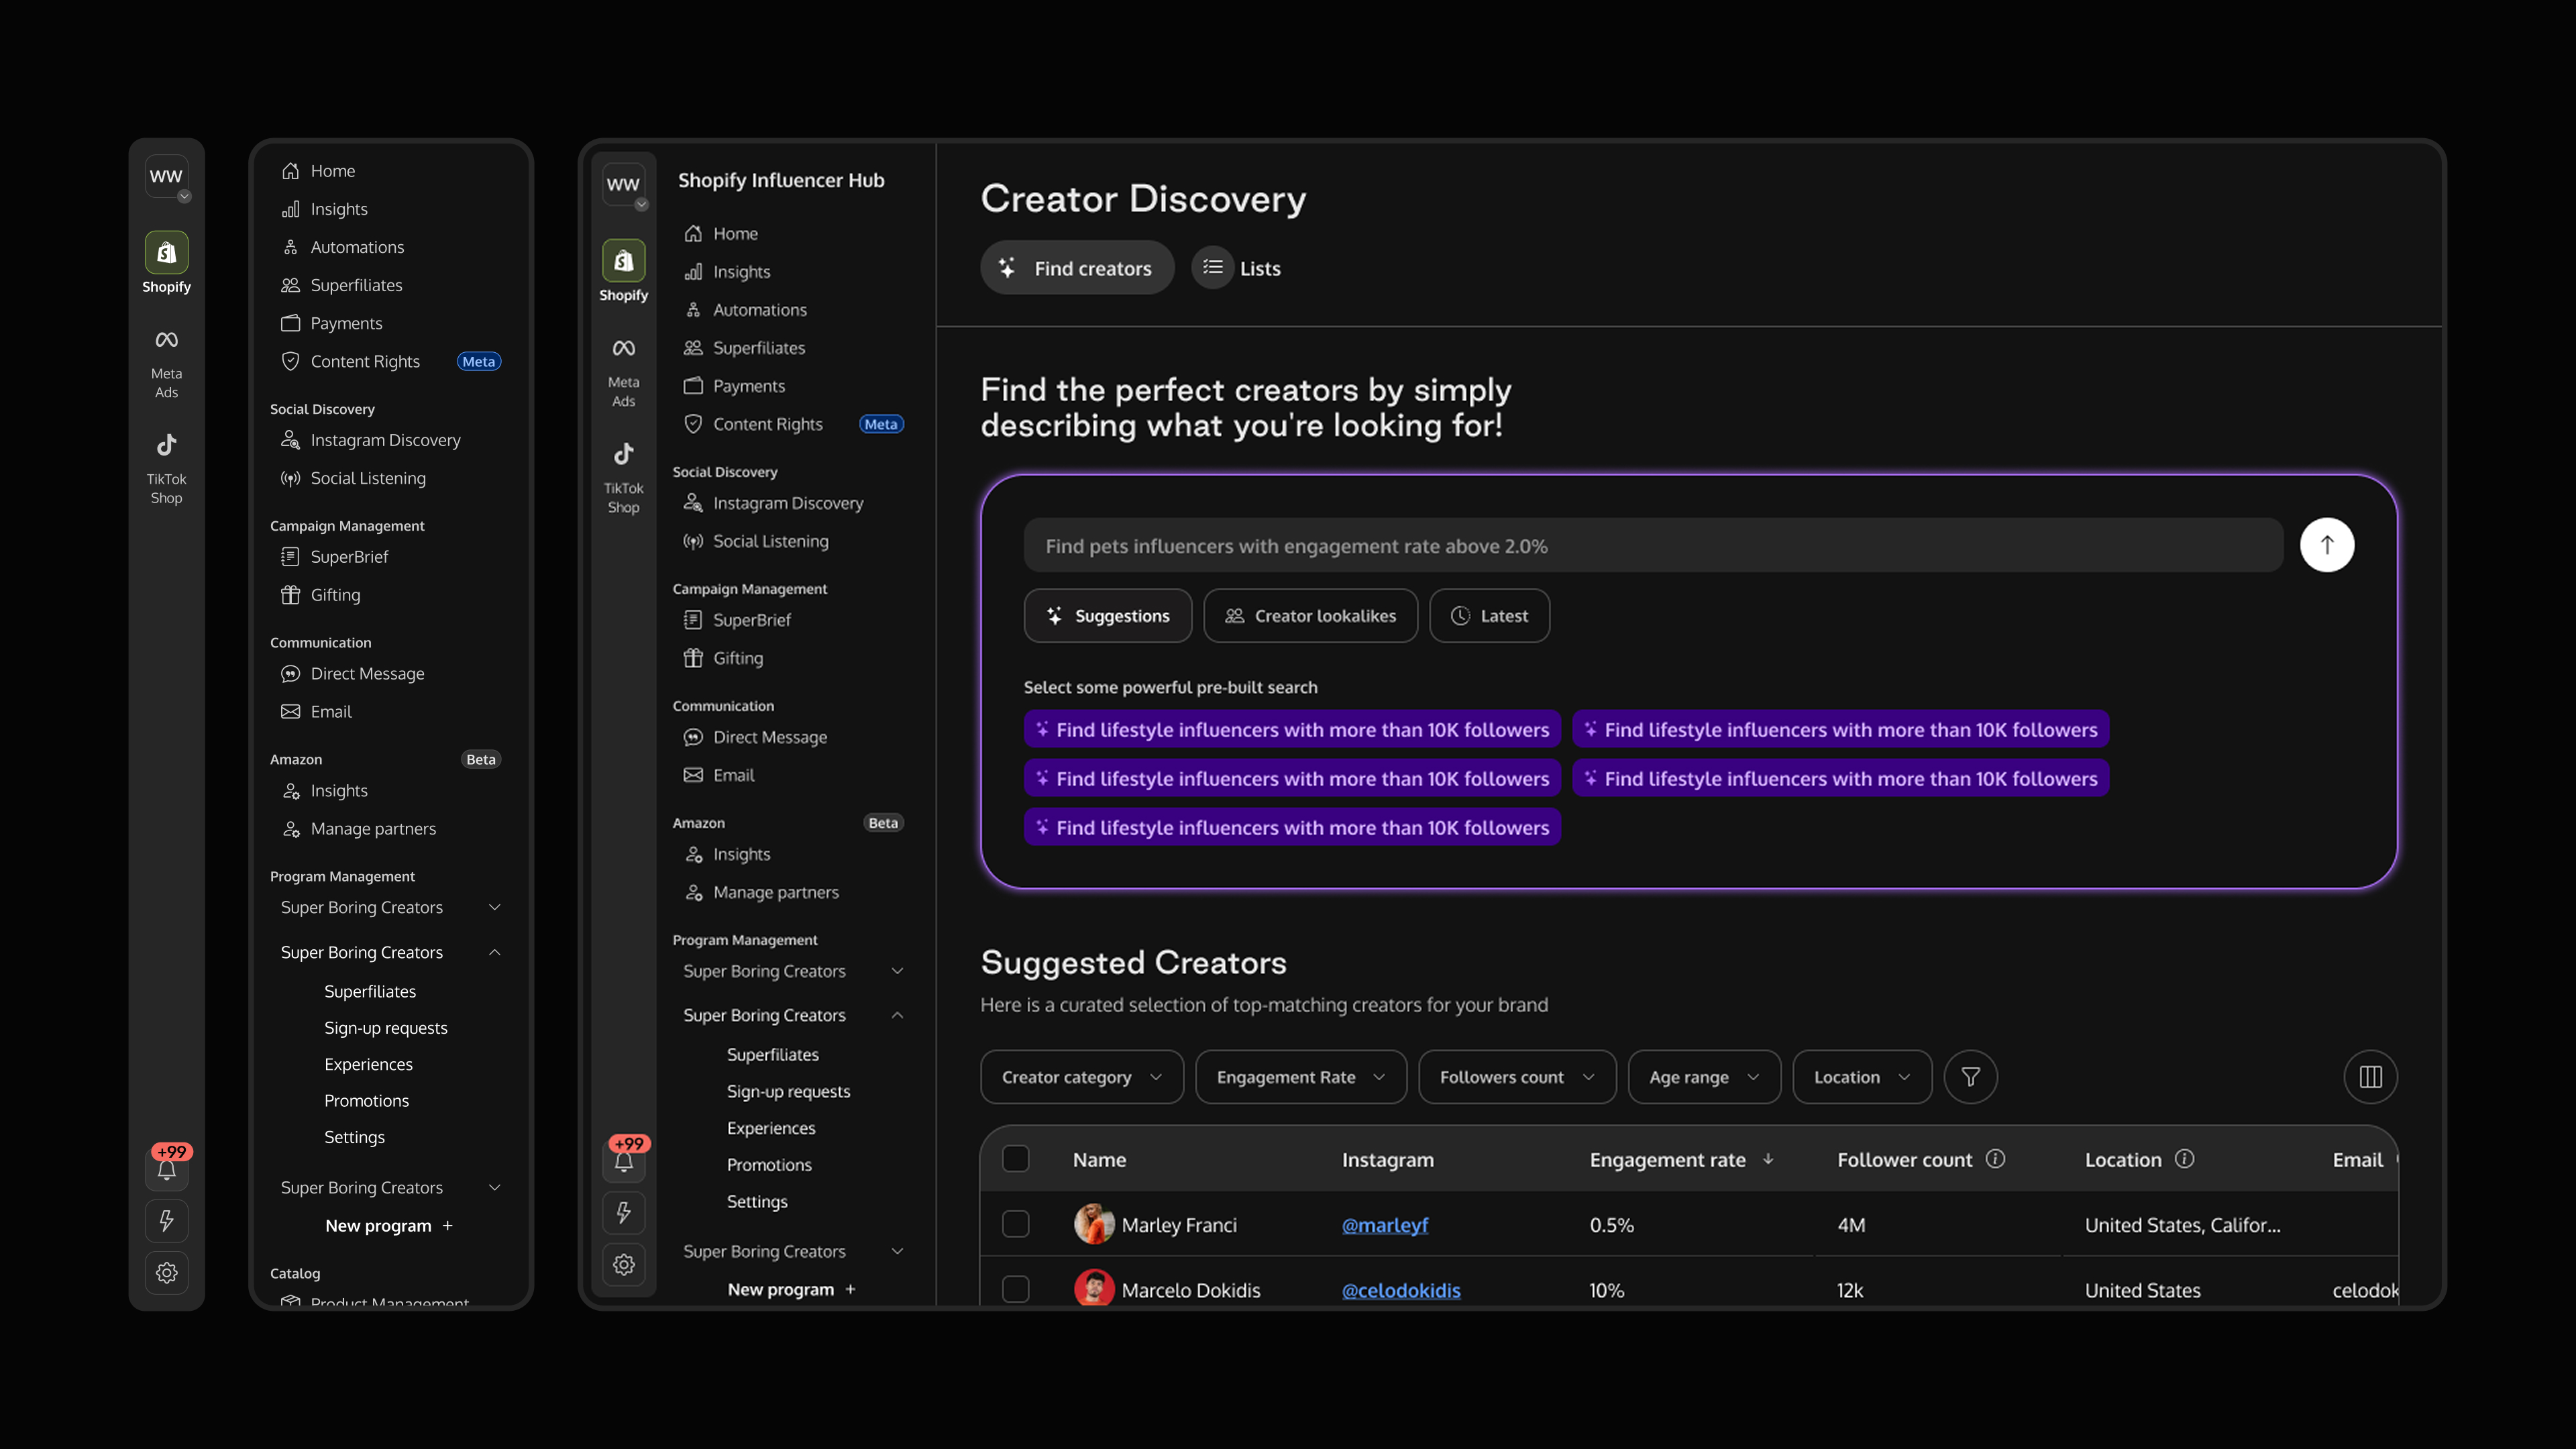 WW
Shopify
Meta
Ads
TikTok
Shop
+99
Home
Insights
Automations
Superfiliates
Payments
Content Rights Meta
Social Discovery
Instagram Discovery
Social Listening
Campaign Management
SuperBrief
Gifting
Communication
Direct Message
Email
Amazon Beta
Insights
Manage partners
Program Management
Super Boring Creators
Super Boring Creators
Superfiliates
Sign-up requests
Experiences
Promotions
Settings
Super Boring Creators
New program +
Catalog
Product Management
WW
Shopify
Meta
Ads
TikTok
Shop
+99
Shopify Influencer Hub
Home
Insights
Automations
Superfiliates
Payments
Content Rights Meta
Social Discovery
Instagram Discovery
Social Listening
Campaign Management
SuperBrief
Gifting
Communication
Direct Message
Email
Amazon Beta
Insights
Manage partners
Program Management
Super Boring Creators
Super Boring Creators
Superfiliates
Sign-up requests
Experiences
Promotions
Settings
Super Boring Creators
New program +
Creator Discovery
Find creators Lists
Find the perfect creators by simply
describing what you're looking for!
Find pets influencers with engagement rate above 2.0%
Suggestions Creator lookalikes Latest
Select some powerful pre-built search
Find lifestyle influencers with more than 10K followers Find lifestyle influencers with more than 10K followers
Find lifestyle influencers with more than 10K followers Find lifestyle influencers with more than 10K followers
Find lifestyle influencers with more than 10K followers
Suggested Creators
Here is a curated selection of top-matching creators for your brand
Creator category Engagement Rate Followers count Age range Location
Name Instagram Engagement rate Follower count Location Email
Marley Franci @marleyf 0.5% 4M United States, Califor...
Marcelo Dokidis @celodokidis 10% 12k United States celodok